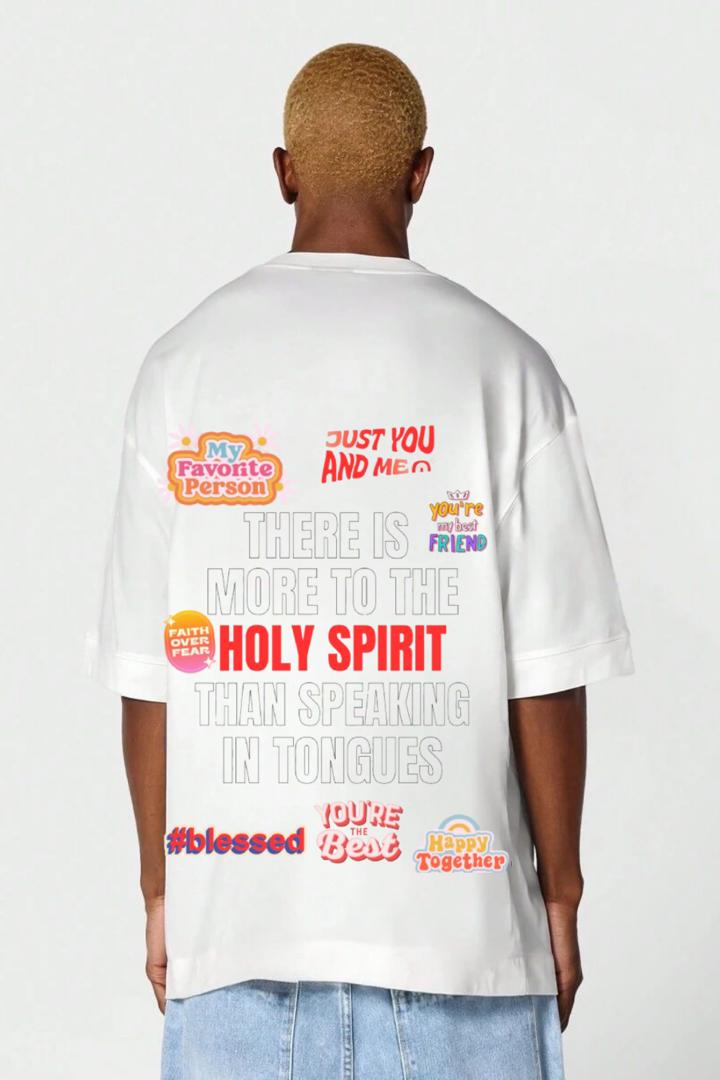 My
Favorite
Person
JUST YOU
AND ME
you're
my best
FRIEND
THERE IS
MORE TO THE
FAITH
OVER
FEAR
HOLY SPIRIT
THAN SPEAKING
IN TONGUES
#blessed
YOU'RE
THE
Best
Happy
Together